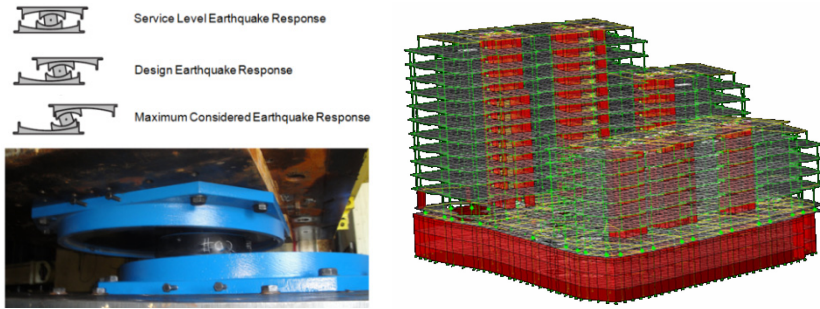 Service Level Earthquake Response
Design Earthquake Response
Maximum Considered Earthquake Response